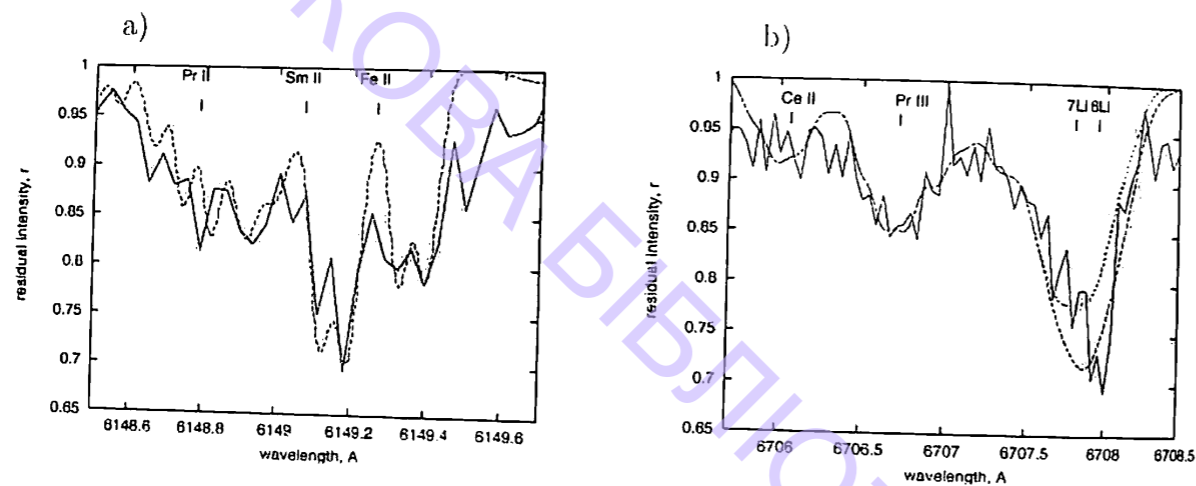 a)
Pr II Sm II Fe II
1
0.95
0.9
0.85
0.8
0.75
0.7
0.65
residual intensity, r
6148.6 6148.8 6149 6149.2 6149.4 6149.6
wavelength, A
b)
Ce II Pr III 7Li 6Li
1
0.95
0.9
0.85
0.8
0.75
0.7
0.65
residual intensity, r
6706 6706.5 6707 6707.5 6708 6708.5
wavelength, A
КОВА БІБЛІО